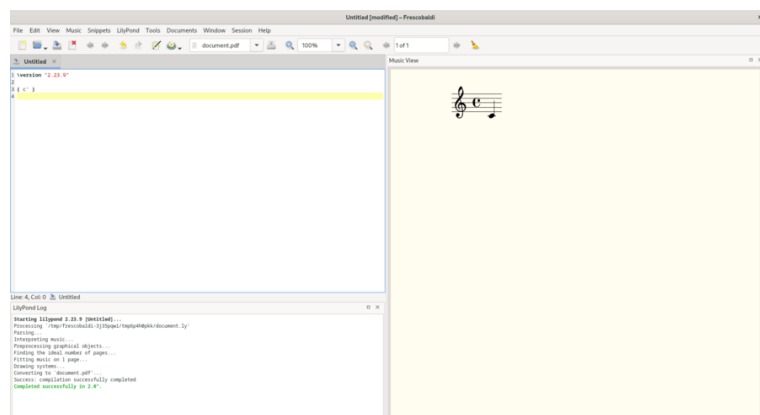 Untitled [modified] – Frescobaldi
File Edit View Music Snippets LilyPond Tools Documents Window Session Help
document.pdf 100% 1 of 1
Untitled
Music View
1 \version "2.23.9"
2
3 { c' }
4
Line: 4, Col: 0 Untitled
LilyPond Log
Starting lilypond 2.23.9 [Untitled]...
Processing `/tmp/frescobaldi-
Parsing...
Interpreting music...
Preprocessing graphical objects...
Finding the ideal number of pages...
Fitting music on 1 page...
Drawing systems...
Converting to `document.pdf'...
Success: compilation successfully completed
Completed successfully in 2.0".